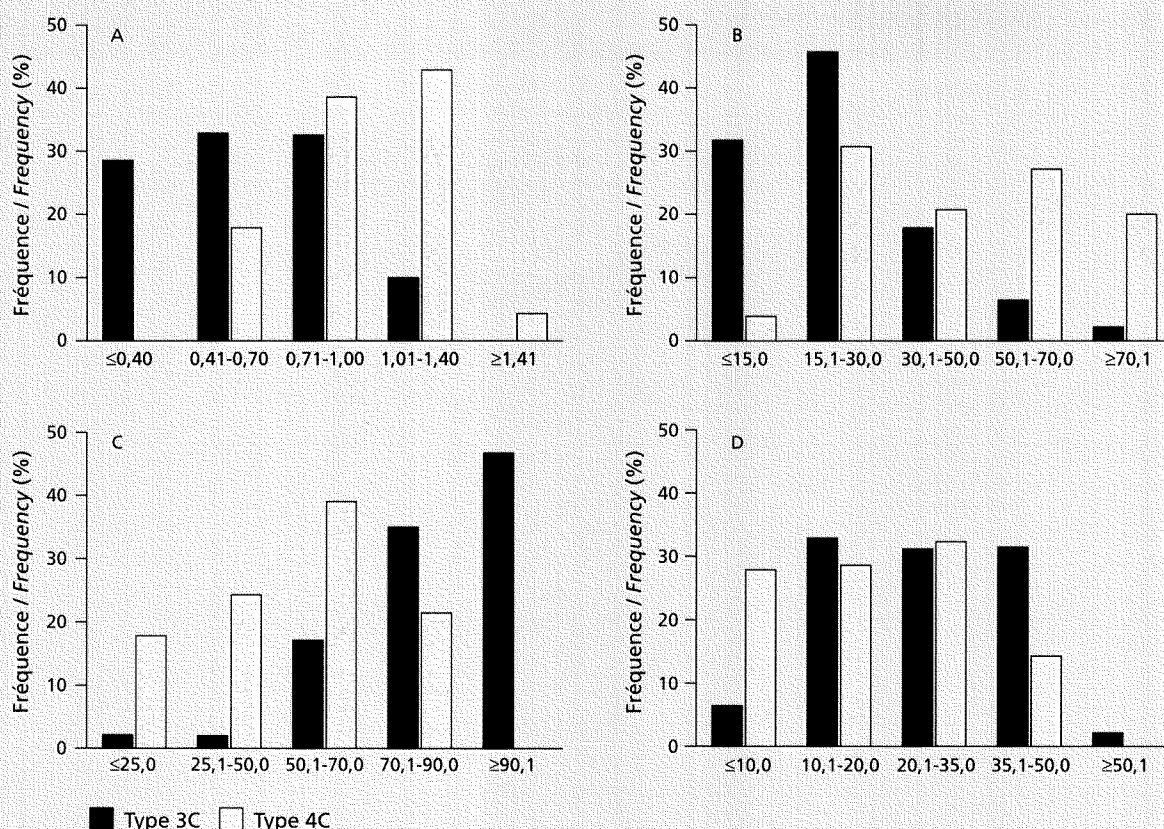 A
Fréquence / Frequency (%)
50
40
30
20
10
0
≤0,40 0,41-0,70 0,71-1,00 1,01-1,40 ≥1,41
B
Fréquence / Frequency (%)
50
40
30
20
10
0
≤15,0 15,1-30,0 30,1-50,0 50,1-70,0 ≥70,1
C
Fréquence / Frequency (%)
50
40
30
20
10
0
≤25,0 25,1-50,0 50,1-70,0 70,1-90,0 ≥90,1
D
Fréquence / Frequency (%)
50
40
30
20
10
0
≤10,0 10,1-20,0 20,1-35,0 35,1-50,0 ≥50,1
Type 3C Type 4C